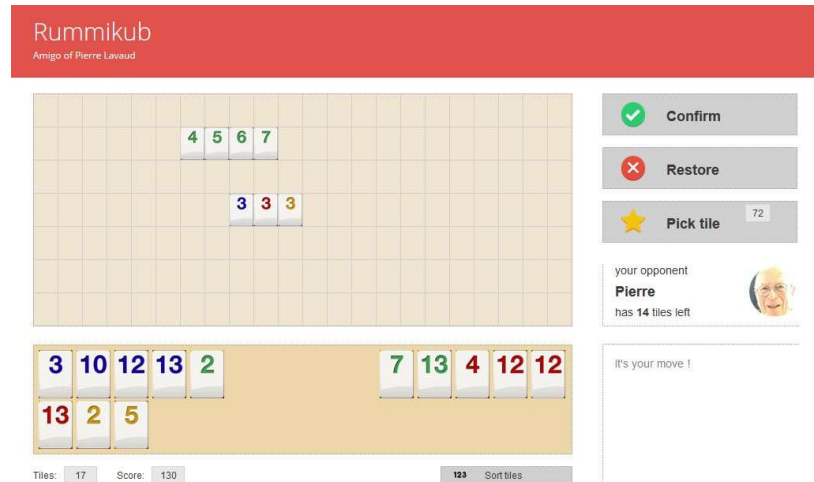 Rummikub
Amigo of Pierre Lavaud
Confirm
4 5 6 7
Restore
3 3 3
Pick tile 72
your opponent
Pierre
has 14 tiles left
3 10 12 13 2 7 13 4 12 12
it's your move !
13 2 5
Tiles: 17 Score: 130 123 Sort tiles